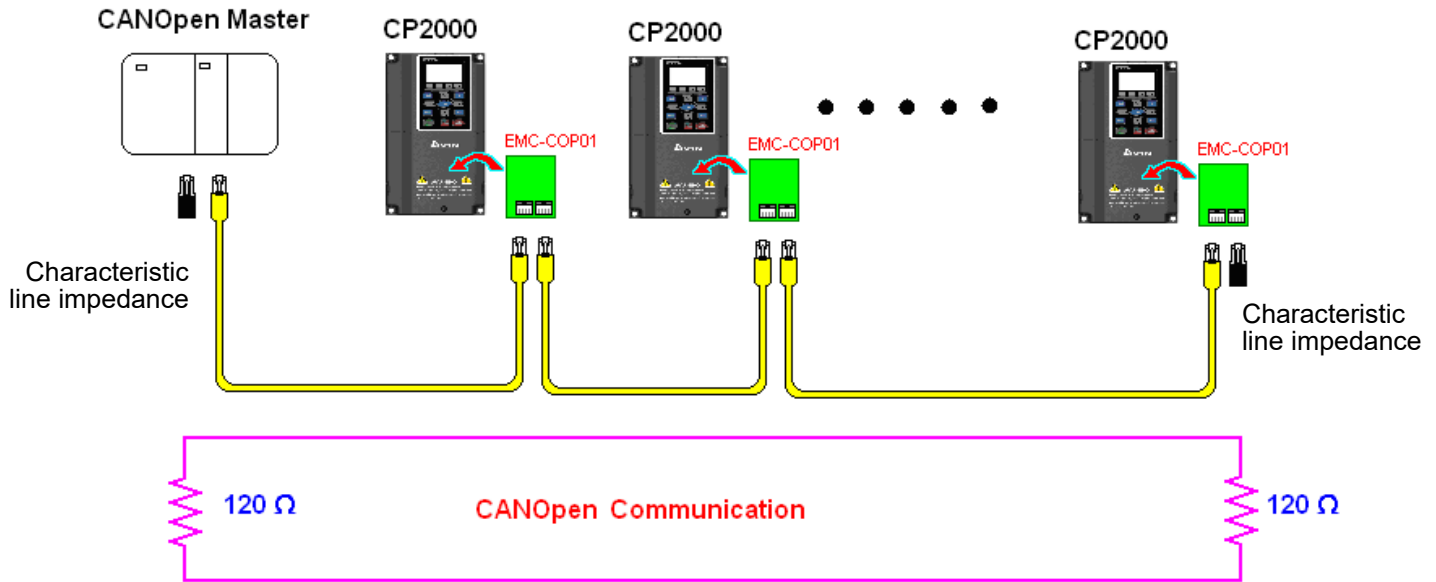 CANOpen Master
CP2000
CP2000
CP2000
EMC-COP01
EMC-COP01
EMC-COP01
Characteristic
line impedance
Characteristic
line impedance
120 Ω
CANOpen Communication
120 Ω